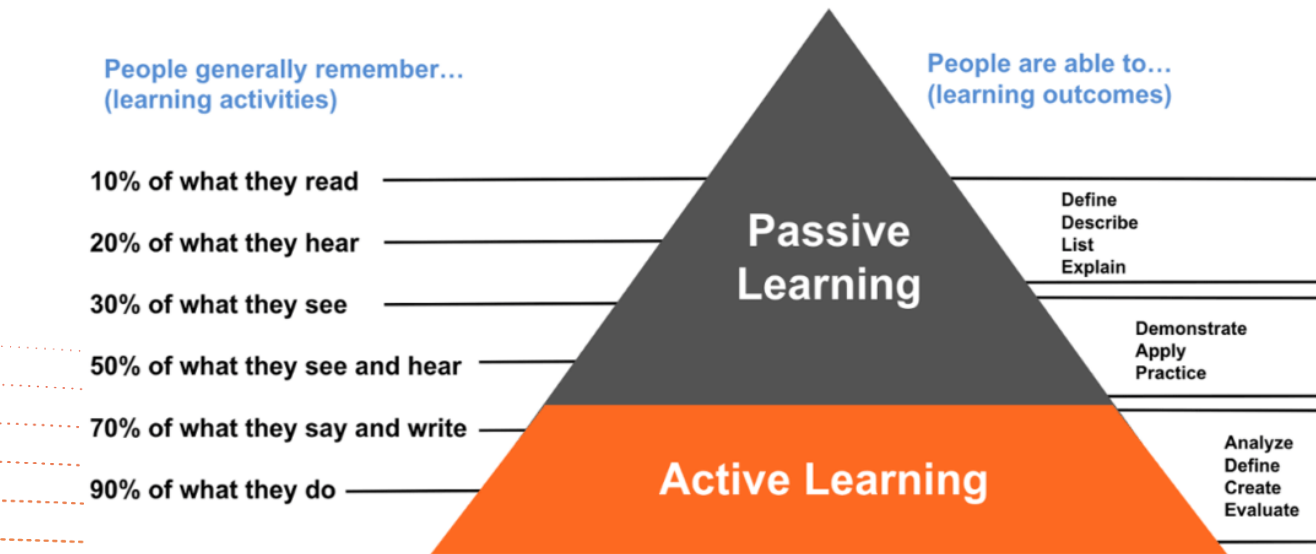 People generally remember…
(learning activities)
10% of what they read
20% of what they hear
30% of what they see
50% of what they see and hear
70% of what they say and write
90% of what they do
Passive
Learning
Active Learning
People are able to…
(learning outcomes)
Define
Describe
List
Explain
Demonstrate
Apply
Practice
Analyze
Define
Create
Evaluate